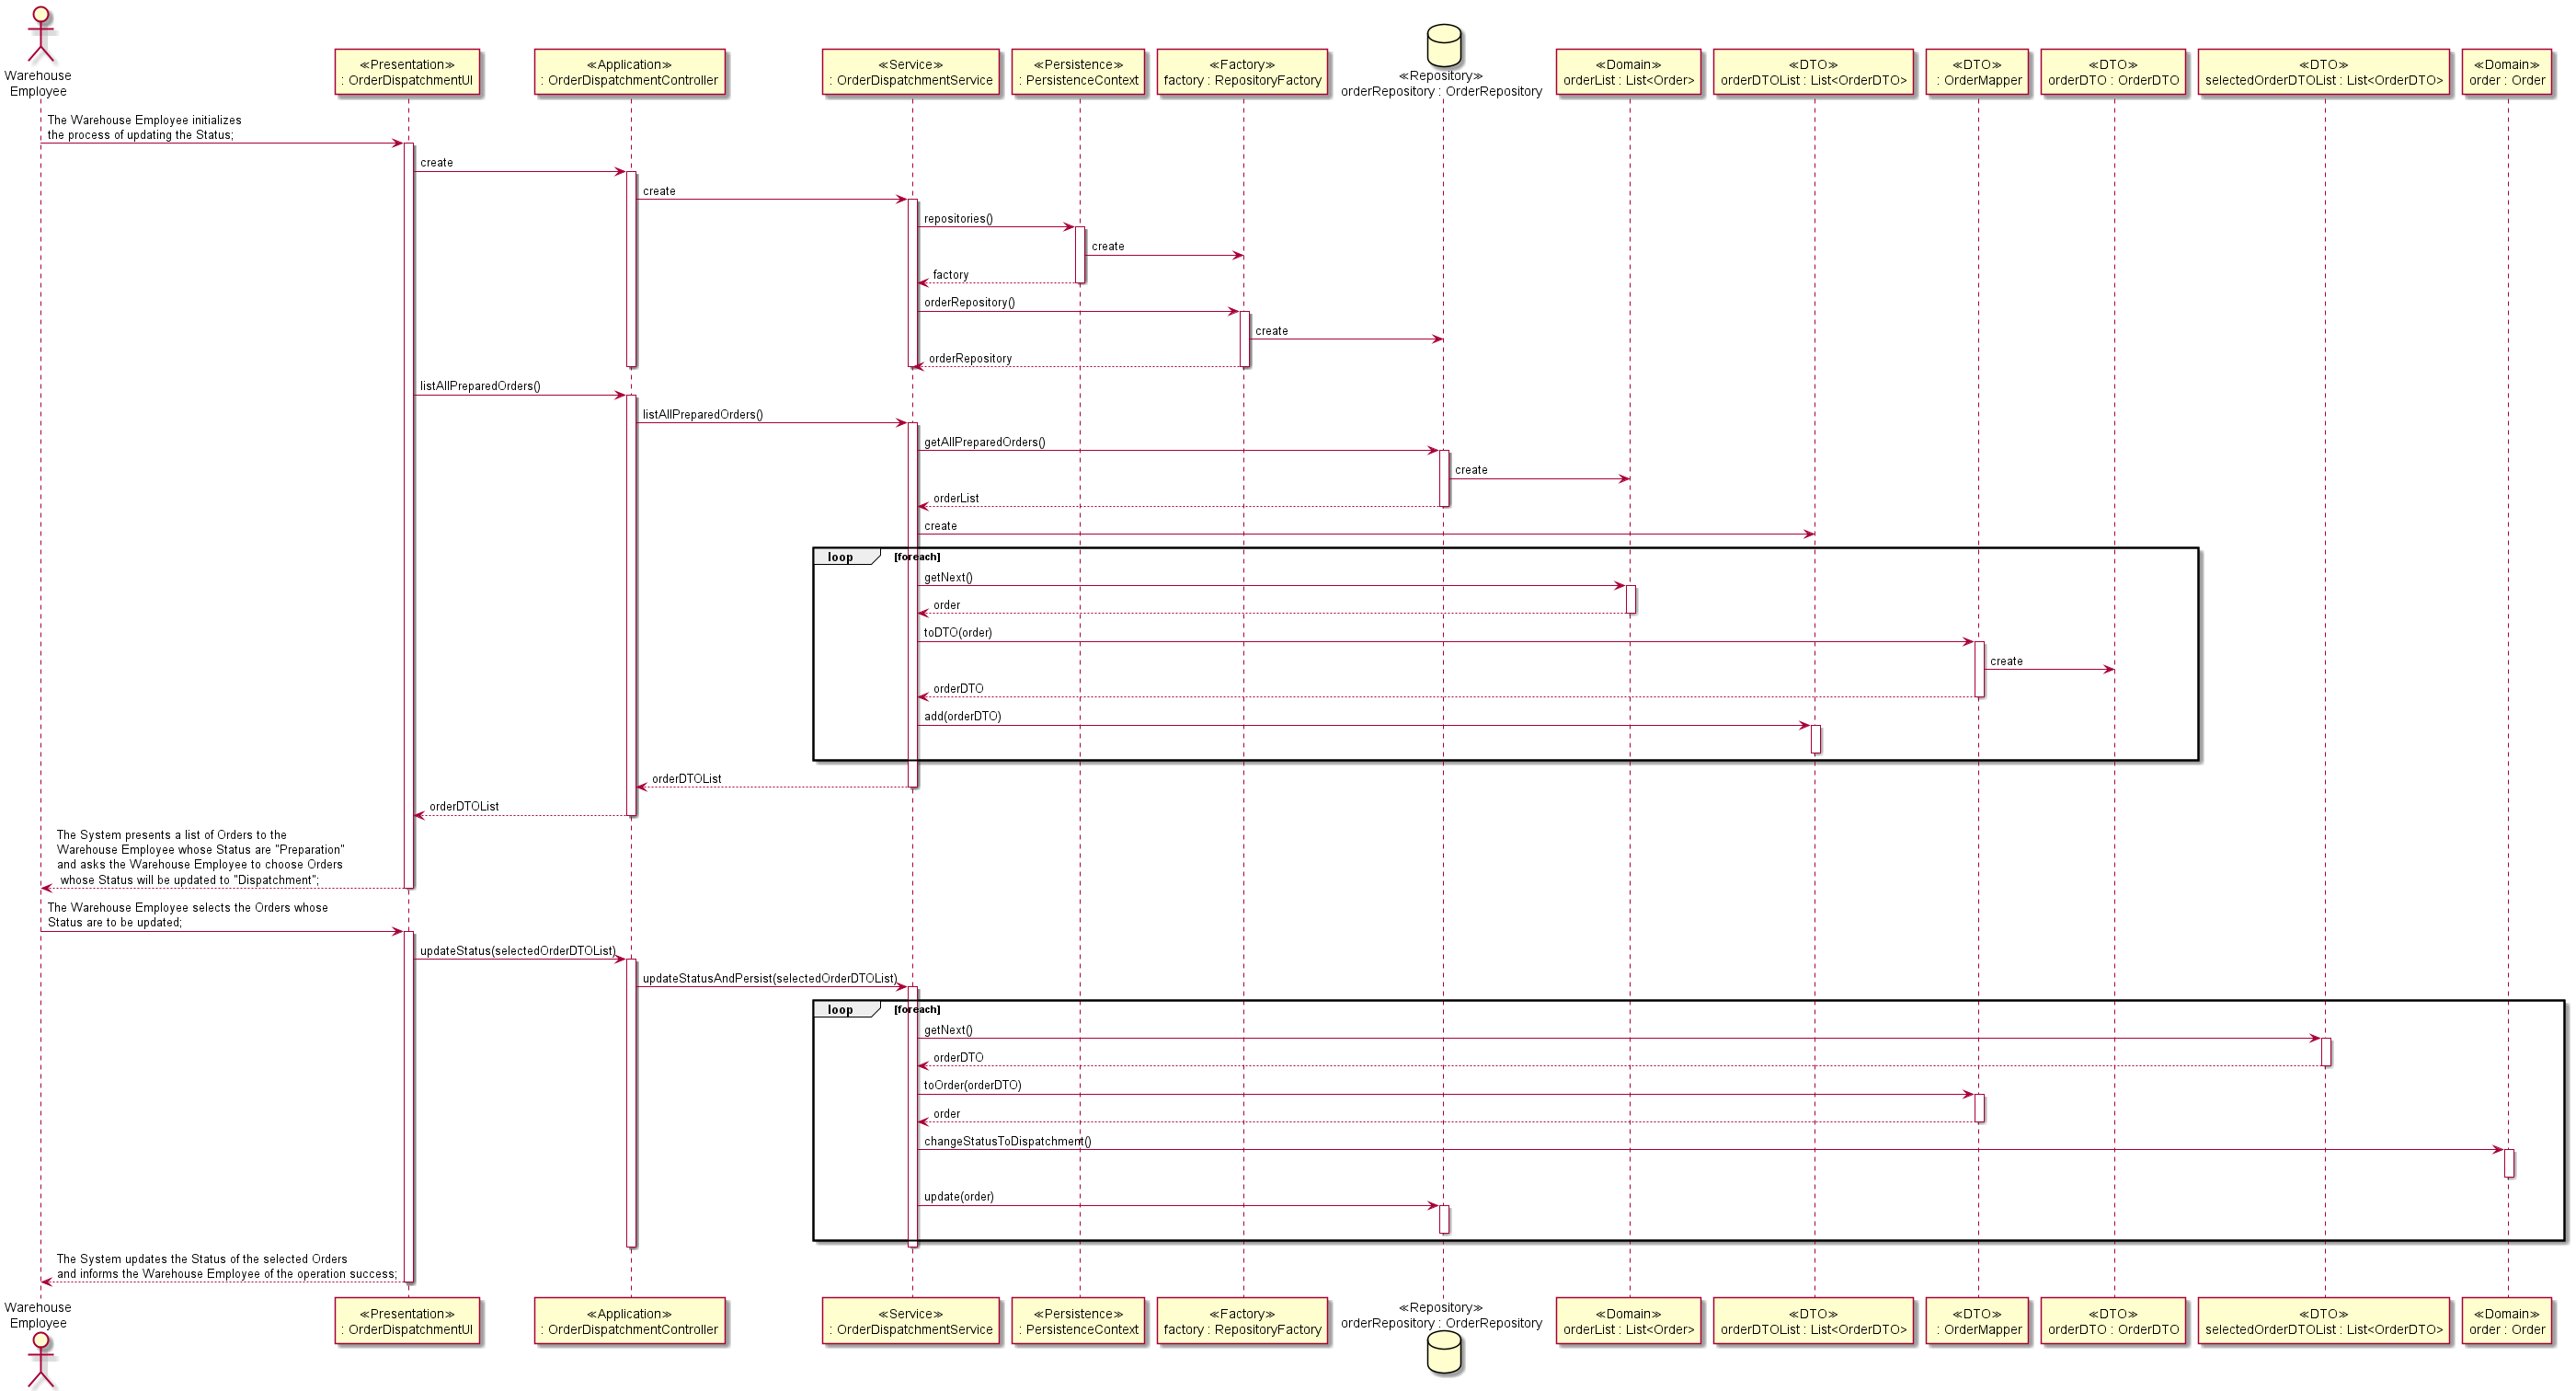 Warehouse
Employee
≪Presentation≫
: OrderDispatchmentUI
≪Application≫
: OrderDispatchmentController
≪Service≫
: OrderDispatchmentService
≪Persistence≫
: PersistenceContext
≪Factory≫
factory : RepositoryFactory
≪Repository≫
orderRepository : OrderRepository
≪Domain≫
orderList : List<Order>
≪DTO≫
orderDTOList : List<OrderDTO>
≪DTO≫
: OrderMapper
≪DTO≫
orderDTO : OrderDTO
≪DTO≫
selectedOrderDTOList : List<OrderDTO>
≪Domain≫
order : Order
The Warehouse Employee initializes
the process of updating the Status;
create
create
repositories()
create
factory
orderRepository()
create
orderRepository
listAllPreparedOrders()
listAllPreparedOrders()
getAllPreparedOrders()
create
orderList
create
loop [foreach]
getNext()
order
toDTO(order)
create
orderDTO
add(orderDTO)
orderDTOList
orderDTOList
The System presents a list of Orders to the
Warehouse Employee whose Status are "Preparation"
and asks the Warehouse Employee to choose Orders
whose Status will be updated to "Dispatchment";
The Warehouse Employee selects the Orders whose
Status are to be updated;
updateStatus(selectedOrderDTOList)
updateStatusAndPersist(selectedOrderDTOList)
loop [foreach]
getNext()
orderDTO
toOrder(orderDTO)
order
changeStatusToDispatchment()
update(order)
The System updates the Status of the selected Orders
and informs the Warehouse Employee of the operation success;
Warehouse
Employee
≪Presentation≫
: OrderDispatchmentUI
≪Application≫
: OrderDispatchmentController
≪Service≫
: OrderDispatchmentService
≪Persistence≫
: PersistenceContext
≪Factory≫
factory : RepositoryFactory
≪Repository≫
orderRepository : OrderRepository
≪Domain≫
orderList : List<Order>
≪DTO≫
orderDTOList : List<OrderDTO>
≪DTO≫
: OrderMapper
≪DTO≫
orderDTO : OrderDTO
≪DTO≫
selectedOrderDTOList : List<OrderDTO>
≪Domain≫
order : Order